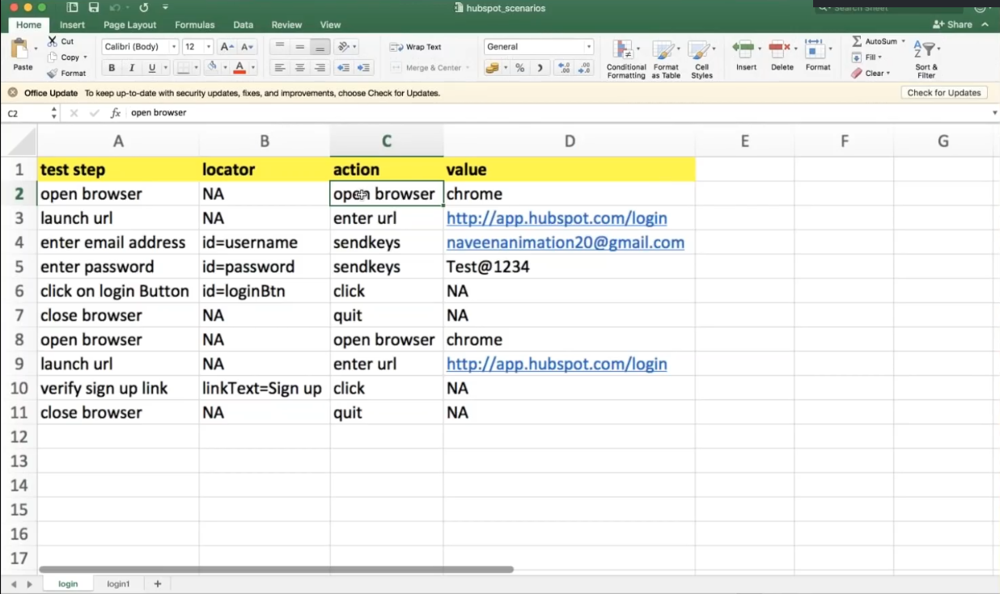 hubspot_scenarios
Search Sheet
Home Insert Page Layout Formulas Data Review View Share
Paste Cut Copy Format
Calibri (Body) 12 A A
B I U A
Wrap Text
Merge & Center
General
%
Conditional Formatting Format as Table Cell Styles Insert Delete Format
AutoSum Fill Clear Sort & Filter
Office Update To keep up-to-date with security updates, fixes, and improvements, choose Check for Updates. Check for Updates
C2 fx open browser
A B C D E F G
1 test step locator action value
2 open browser NA open browser chrome
3 launch url NA enter url http://app.hubspot.com/login
4 enter email address id=username sendkeys naveenanimation20@gmail.com
5 enter password id=password sendkeys Test@1234
6 click on login Button id=loginBtn click NA
7 close browser NA quit NA
8 open browser NA open browser chrome
9 launch url NA enter url http://app.hubspot.com/login
10 verify sign up link linkText=Sign up click NA
11 close browser NA quit NA
12
13
14
15
16
17
login login1 +